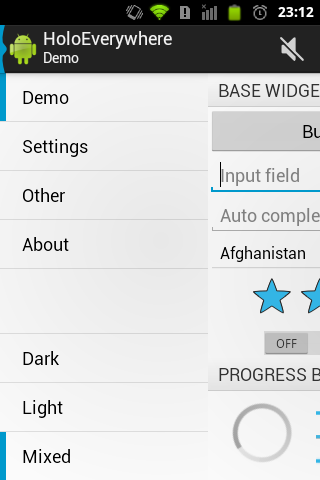 23:12
HoloEverywhere
Demo
Demo
Settings
Other
About
Dark
Light
Mixed
BASE WIDGE
Bu
Input field
Auto comple
Afghanistan
OFF
PROGRESS B